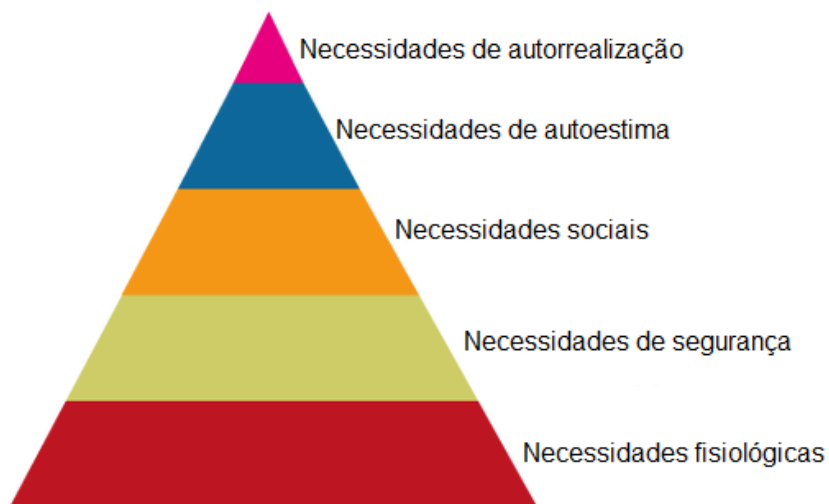 Necessidades de autorrealização
Necessidades de autoestima
Necessidades sociais
Necessidades de segurança
Necessidades fisiológicas